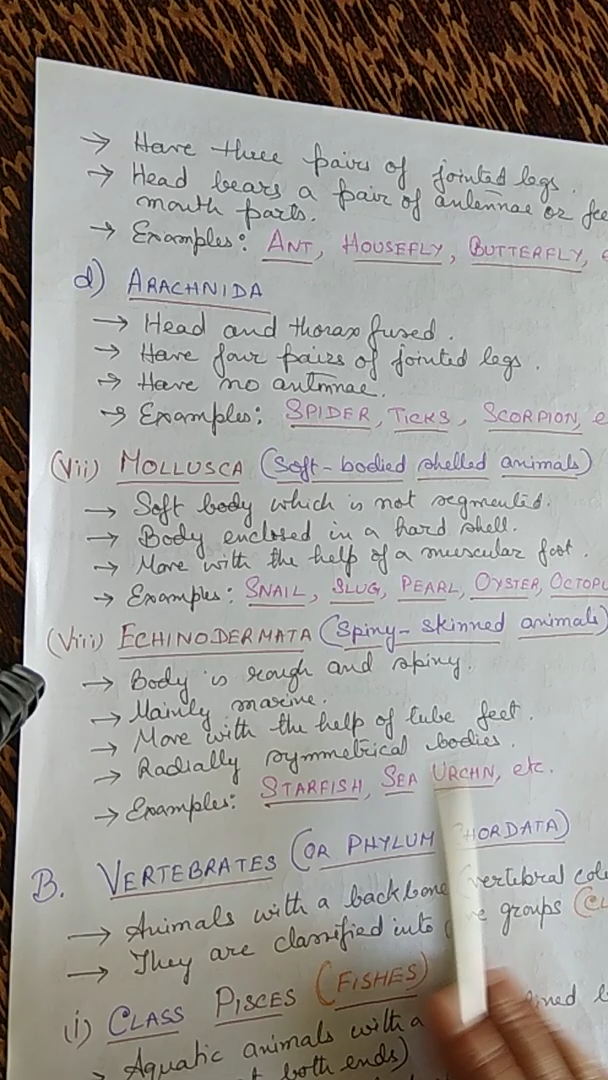 → Have three pairs of jointed legs.
→ Head bears a pair of antennae or
mouth parts.
→ Examples: ANT, HOUSEFLY, BUTTERFLY,
d) ARACHNIDA
→ Head and thorax fused.
→ Have four pairs of jointed legs.
→ Have no antennae.
→ Examples: SPIDER, TICKS, SCORPION,
(vii) MOLLUSCA (Soft-bodied shelled animals)
→ Soft body which is not segmented.
→ Body enclosed in a hard shell.
→ Move with the help of a muscular foot.
→ Examples: SNAIL, SLUG, PEARL, OYSTER, OCTOPU
(viii) ECHINODERMATA (Spiny-skinned animals)
→ Body is rough and spiny.
→ Mainly marine.
→ Move with the help of tube feet.
→ Radially symmetrical bodies.
→ Examples: STARFISH, SEA URCHN, etc.
B. VERTEBRATES (OR PHYLUM CHORDATA)
→ Animals with a backbone (vertebral
→ They are classified into groups
(i) CLASS PISCES (FISHES)
→ Aquatic animals with a
both ends)